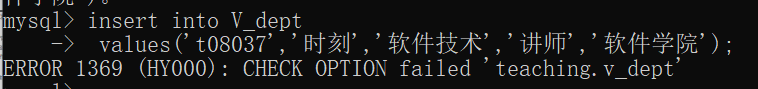 mysql> insert into V_dept
    -> values('t08037','时刻','软件技术','讲师','软件学院');
ERROR 1369 (HY000): CHECK OPTION failed 'teaching.v_dept'